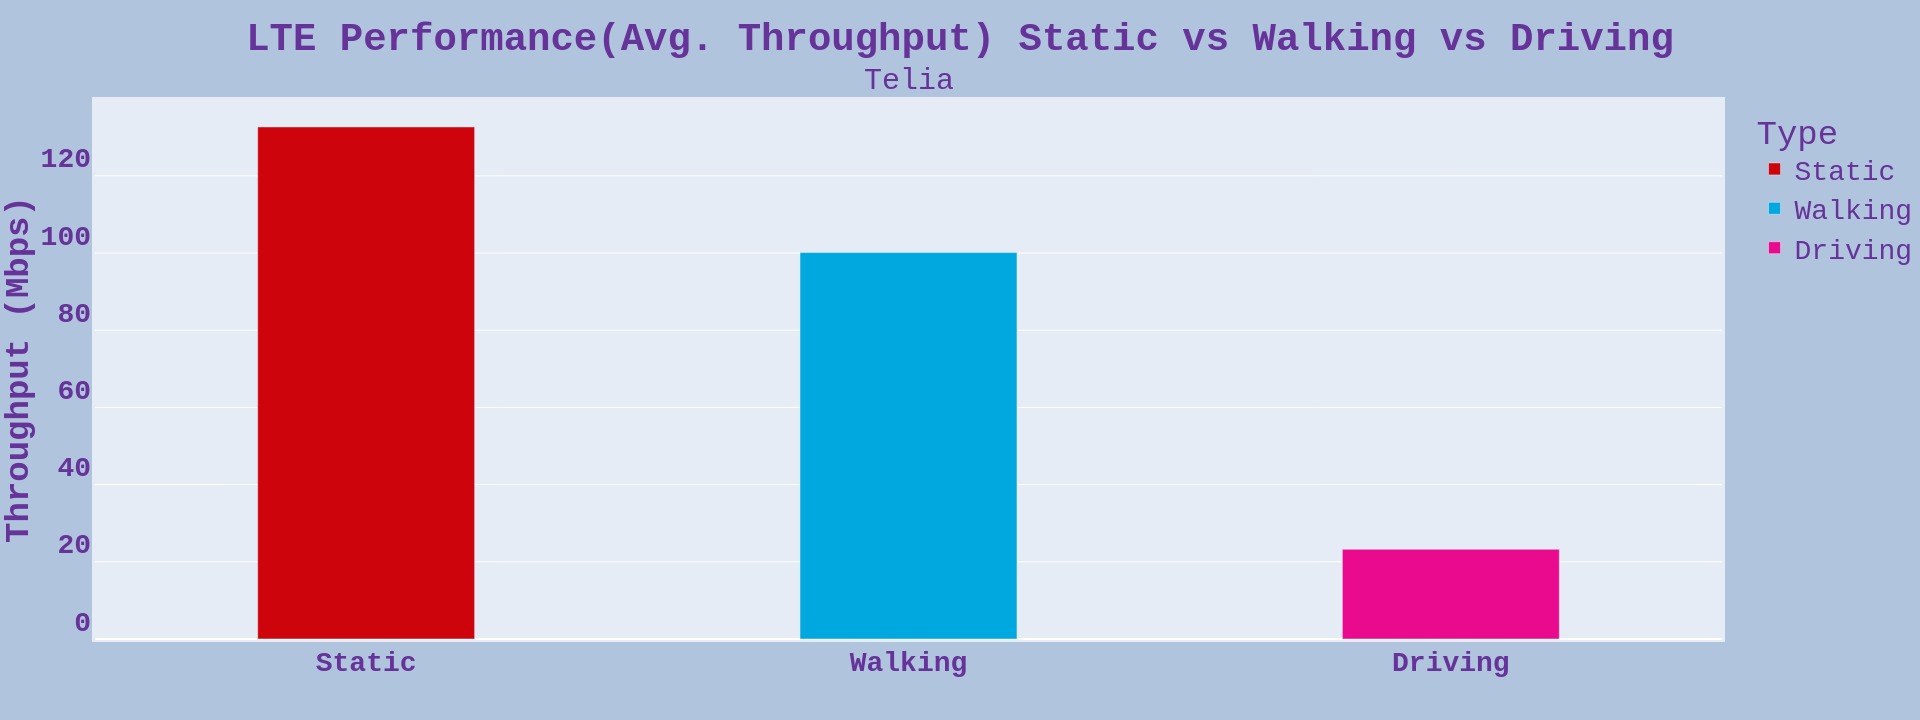 LTE Performance(Avg. Throughput) Static vs Walking vs Driving
Telia
Throughput (Mbps)
120
100
80
60
40
20
0
Static
Walking
Driving
Type
Static
Walking
Driving